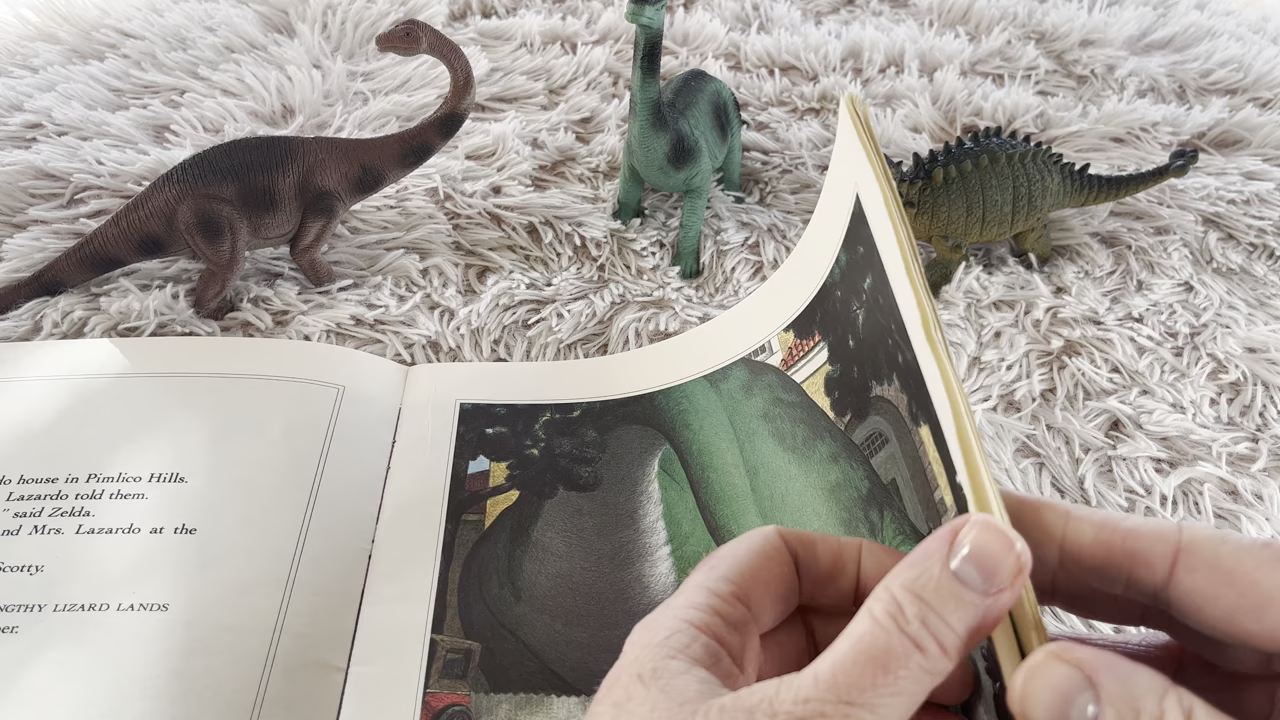 do house in Pimlico Hills.
Lazardo told them.
" said Zelda.
nd Mrs. Lazardo at the
Scotty.
NGTHY LIZARD LANDS
er.